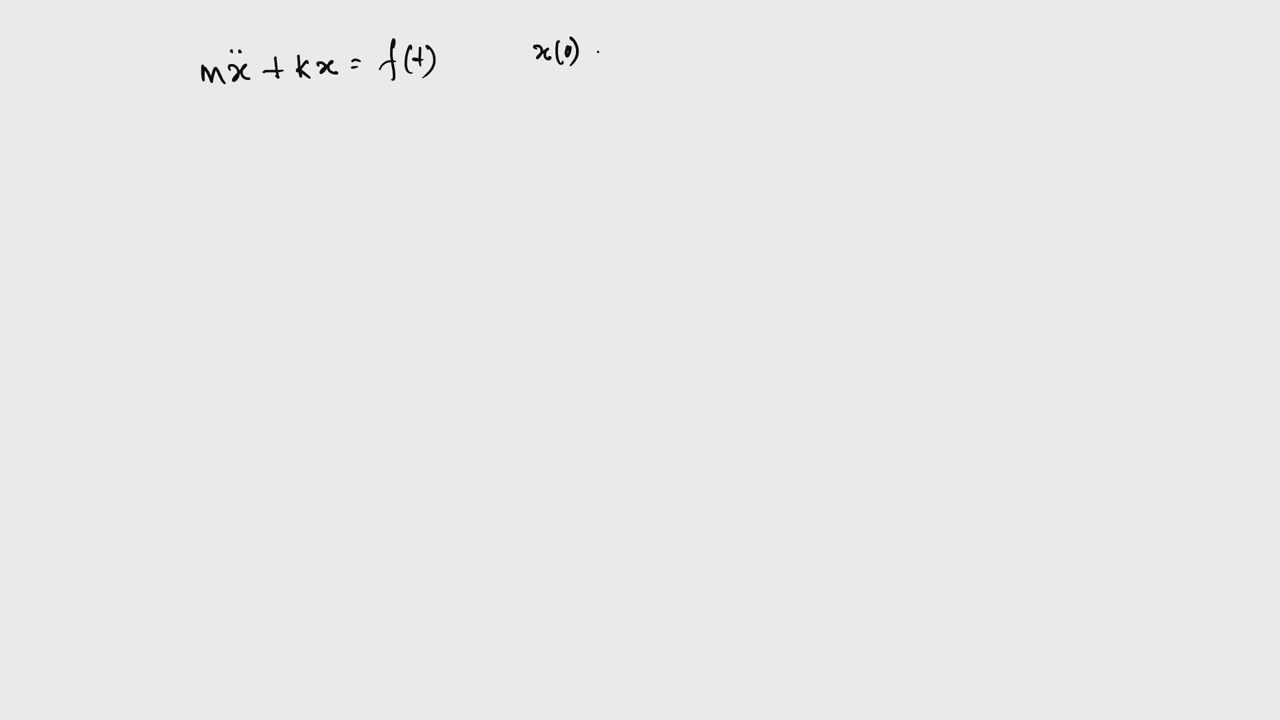 mẍ + kx = f(t) x(0)